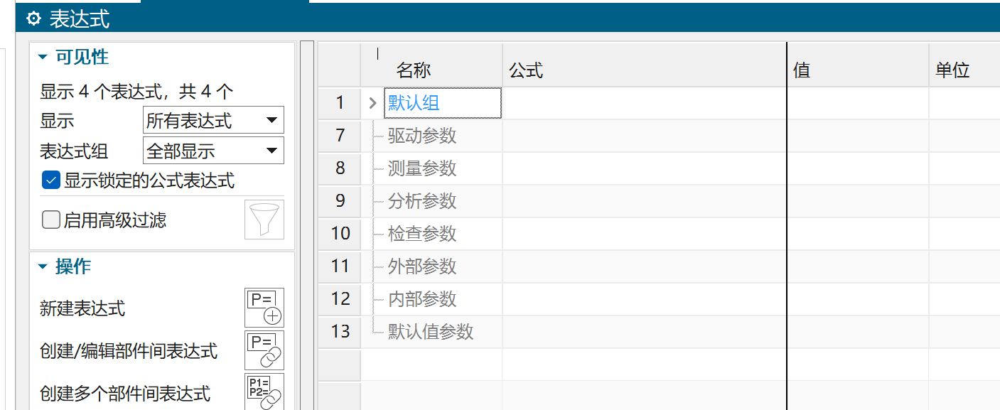 表达式
可见性
显示 4 个表达式，共 4 个
显示 所有表达式
表达式组 全部显示
显示锁定的公式表达式
启用高级过滤
操作
新建表达式 P=
创建/编辑部件间表达式 P=
创建多个部件间表达式 P1= P2=
名称 公式 值 单位
1 默认组
7 驱动参数
8 测量参数
9 分析参数
10 检查参数
11 外部参数
12 内部参数
13 默认值参数